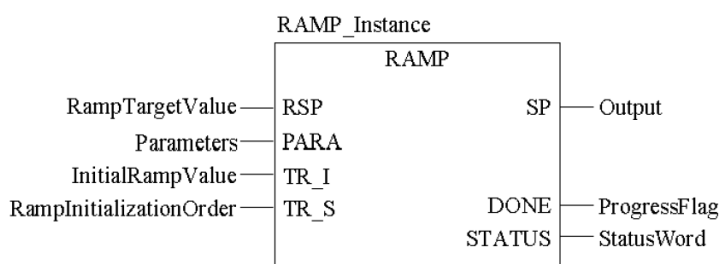 RAMP_Instance
RAMP
RampTargetValue RSP SP Output
Parameters PARA
InitialRampValue TR_I
RampInitializationOrder TR_S DONE ProgressFlag
STATUS StatusWord